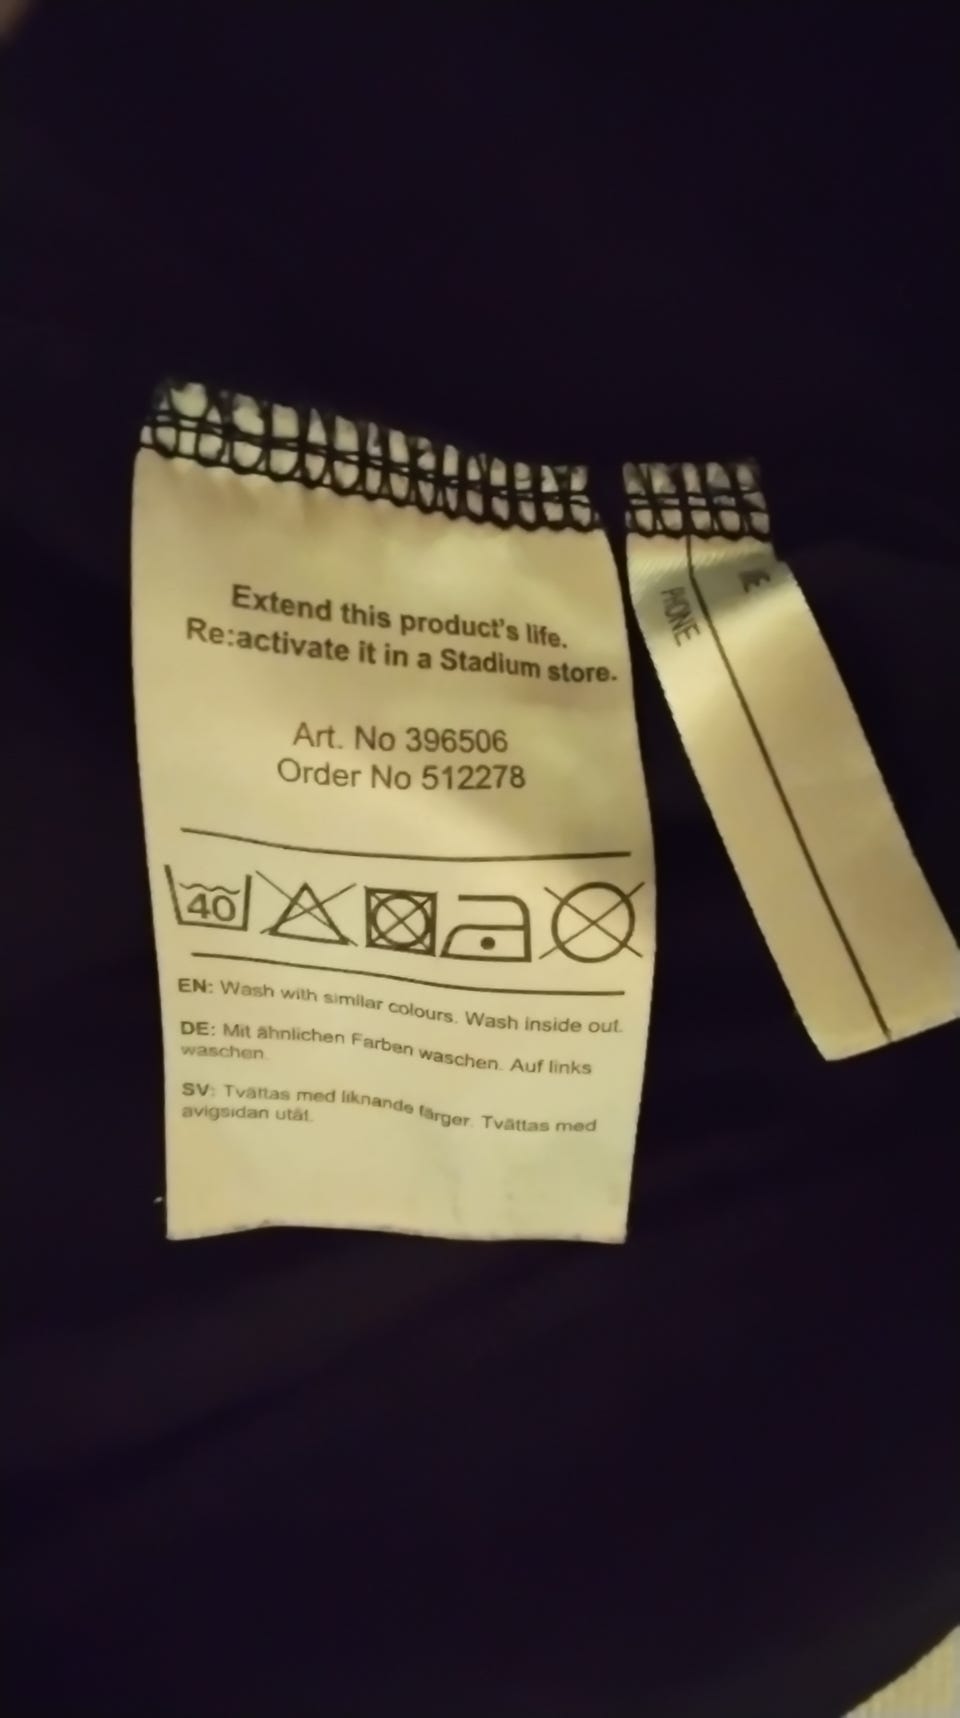 Extend this product's life.
Re:activate it in a Stadium store.
Art. No 396506
Order No 512278
40
EN: Wash with similar colours. Wash inside out.
DE: Mit ähnlichen Farben waschen. Auf links
waschen.
SV: Tvättas med liknande färger. Tvättas med
avigsidan utåt.